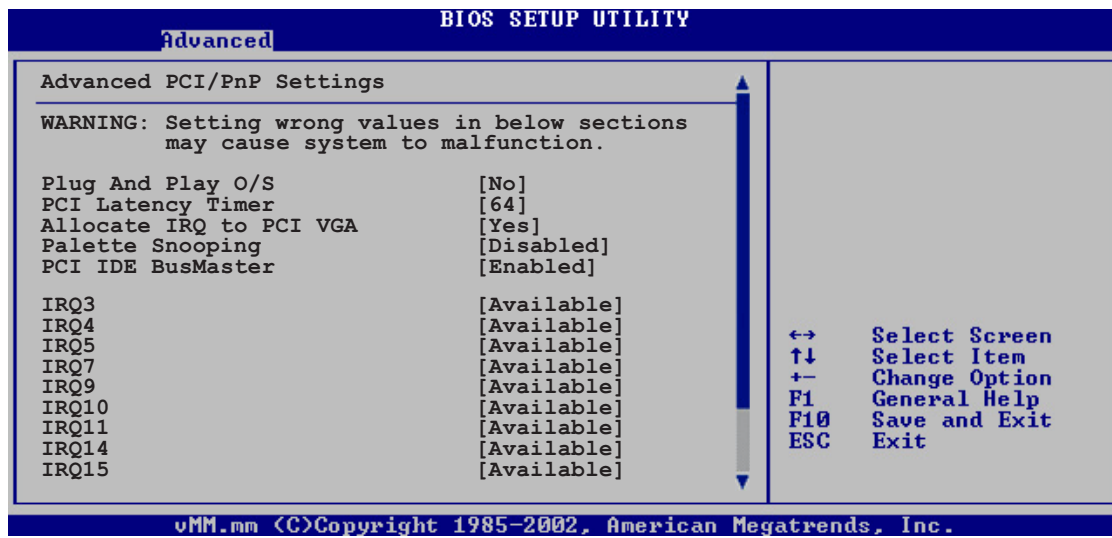 BIOS SETUP UTILITY
Advanced
Advanced PCI/PnP Settings
WARNING: Setting wrong values in below sections
may cause system to malfunction.
Plug And Play O/S [No]
PCI Latency Timer [64]
Allocate IRQ to PCI VGA [Yes]
Palette Snooping [Disabled]
PCI IDE BusMaster [Enabled]
IRQ3 [Available]
IRQ4 [Available]
IRQ5 [Available]
IRQ7 [Available]
IRQ9 [Available]
IRQ10 [Available]
IRQ11 [Available]
IRQ14 [Available]
IRQ15 [Available]
←→ Select Screen
↑↓ Select Item
+- Change Option
F1 General Help
F10 Save and Exit
ESC Exit
vMM.mm (C)Copyright 1985-2002, American Megatrends, Inc.